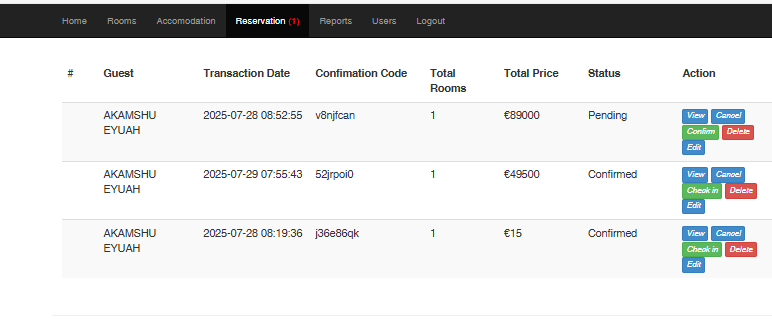 Home Rooms Accomodation Reservation (1) Reports Users Logout
# Guest Transaction Date Confimation Code Total Rooms Total Price Status Action
AKAMSHU EYUAH 2025-07-28 08:52:55 v8njfcan 1 €89000 Pending View Cancel
Confirm Delete
Edit
AKAMSHU EYUAH 2025-07-29 07:55:43 52jrpoi0 1 €49500 Confirmed View Cancel
Check in Delete
Edit
AKAMSHU EYUAH 2025-07-28 08:19:36 j36e86qk 1 €15 Confirmed View Cancel
Check in Delete
Edit